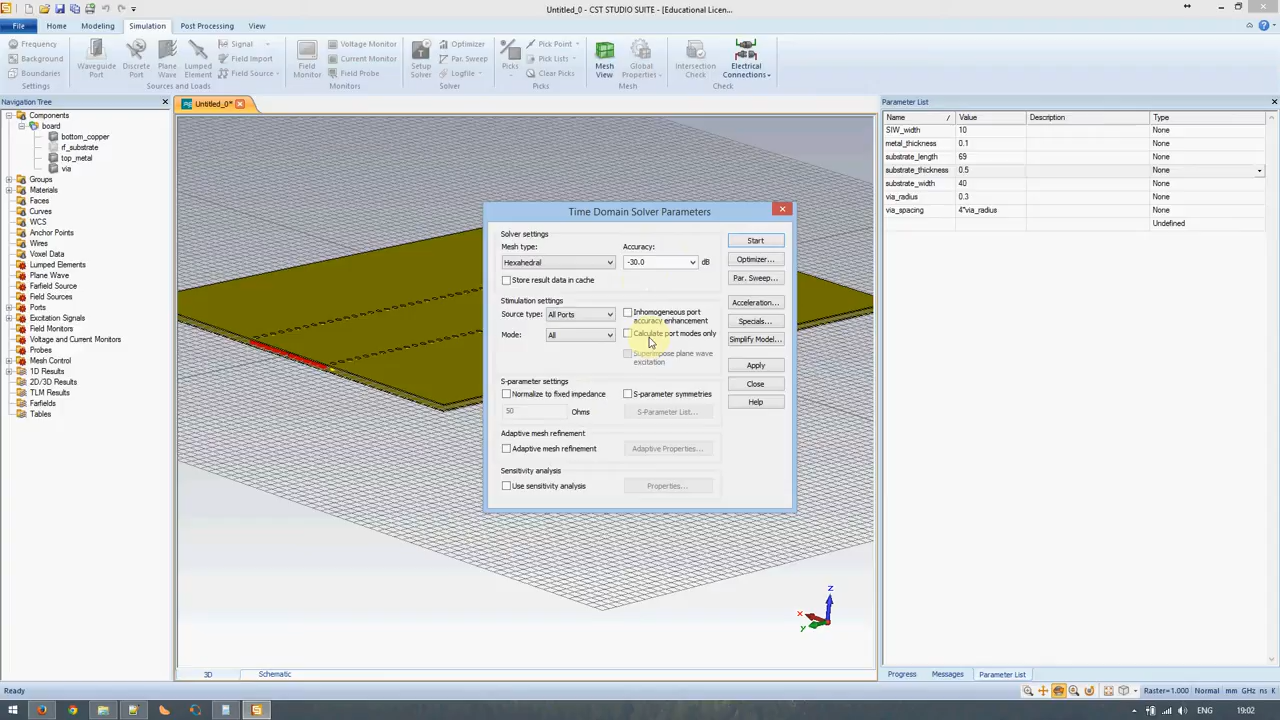 Untitled_0 - CST STUDIO SUITE - [Educational Licen...
File Home Modeling Simulation Post Processing View
Frequency
Background
Boundaries
Settings
Waveguide Port
Discrete Port
Plane Wave
Lumped Element
Signal
Field Import
Field Source
Sources and Loads
Field Monitor
Voltage Monitor
Current Monitor
Field Probe
Monitors
Setup Solver
Optimizer
Par. Sweep
Logfile
Solver
Picks
Pick Point
Pick Lists
Clear Picks
Picks
Mesh View
Global Properties
Mesh
Intersection Check
Electrical Connections
Check
Navigation Tree
Untitled_0*
Parameter List
Components
board
bottom_copper
rf_substrate
top_metal
via
Groups
Materials
Faces
Curves
WCS
Anchor Points
Wires
Voxel Data
Lumped Elements
Plane Wave
Farfield Source
Field Sources
Ports
Excitation Signals
Field Monitors
Voltage and Current Monitors
Probes
Mesh Control
1D Results
2D/3D Results
TLM Results
Farfields
Tables
Time Domain Solver Parameters
Solver settings
Mesh type: Accuracy:
Hexahedral -30.0 dB
Store result data in cache
Stimulation settings
Source type: All Ports
Inhomogeneous port accuracy enhancement
Mode: All
Calculate port modes only
Superimpose plane wave excitation
S-parameter settings
Normalize to fixed impedance S-parameter symmetries
50 Ohms S-Parameter List...
Adaptive mesh refinement
Adaptive mesh refinement Adaptive Properties...
Sensitivity analysis
Use sensitivity analysis Properties...
Start
Optimizer...
Par. Sweep...
Acceleration...
Specials...
Simplify Model...
Apply
Close
Help
Name / Value Description Type
SIW_width 10 None
metal_thickness 0.1 None
substrate_length 69 None
substrate_thickness 0.5 None
substrate_width 40 None
via_radius 0.3 None
via_spacing 4*via_radius None
Undefined
x
y
z
3D Schematic
Progress Messages Parameter List
Ready
Raster=1.000 Normal mm GHz ns K
ENG 19:02